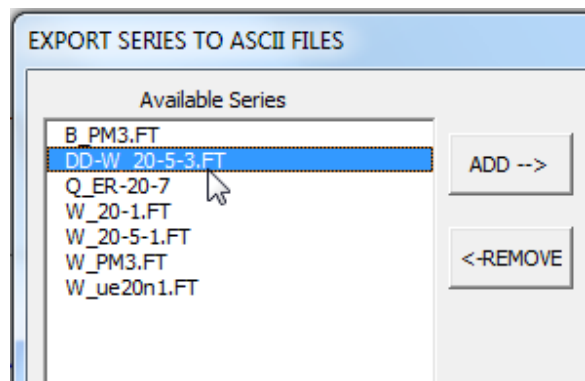 EXPORT SERIES TO ASCII FILES
Available Series
B_PM3.FT
DD-W_20-5-3.FT
Q_ER-20-7
W_20-1.FT
W_20-5-1.FT
W_PM3.FT
W_ue20n1.FT
ADD -->
<-REMOVE